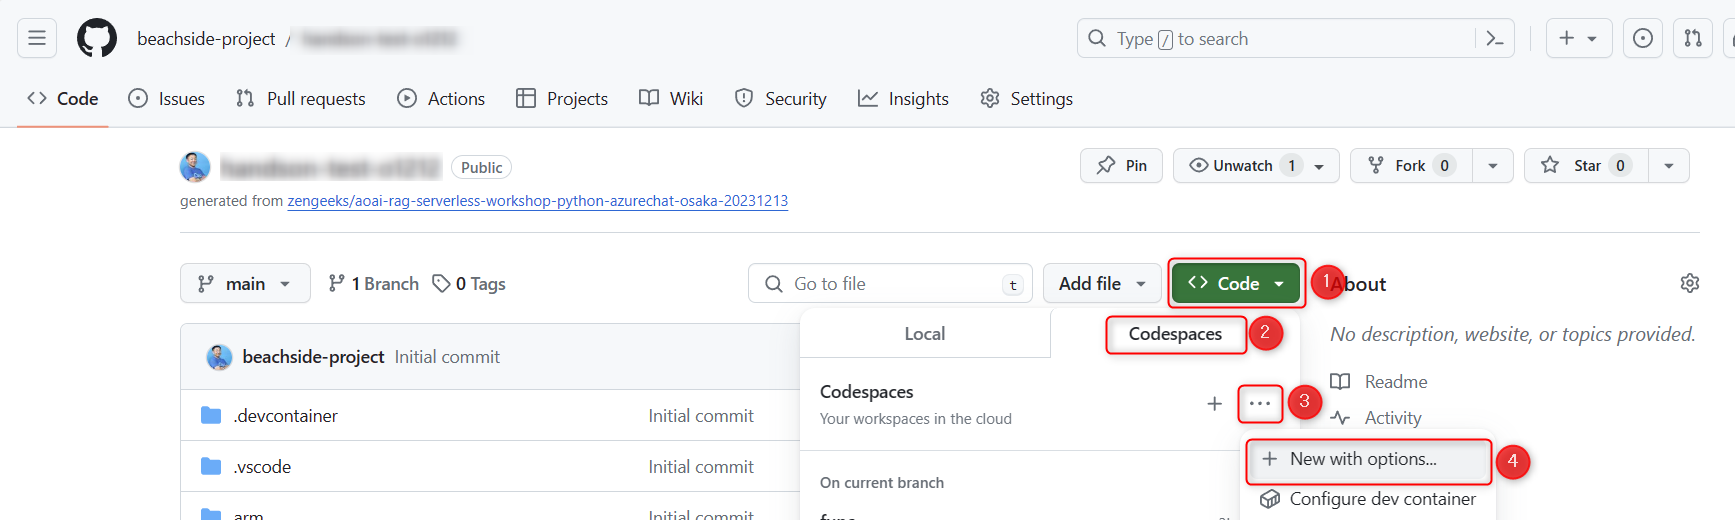 beachside-project /
Type / to search
Code Issues Pull requests Actions Projects Wiki Security Insights Settings
Public
Pin Unwatch 1 Fork 0 Star 0
generated from zengeeks/aoai-rag-serverless-workshop-python-azurechat-osaka-20231213
main 1 Branch 0 Tags Go to file t Add file Code 1 About
Local Codespaces 2
No description, website, or topics provided.
beachside-project Initial commit
Readme
Codespaces
Your workspaces in the cloud
3
Activity
.devcontainer Initial commit
New with options... 4
.vscode Initial commit
On current branch
Configure dev container
arm Initial commit